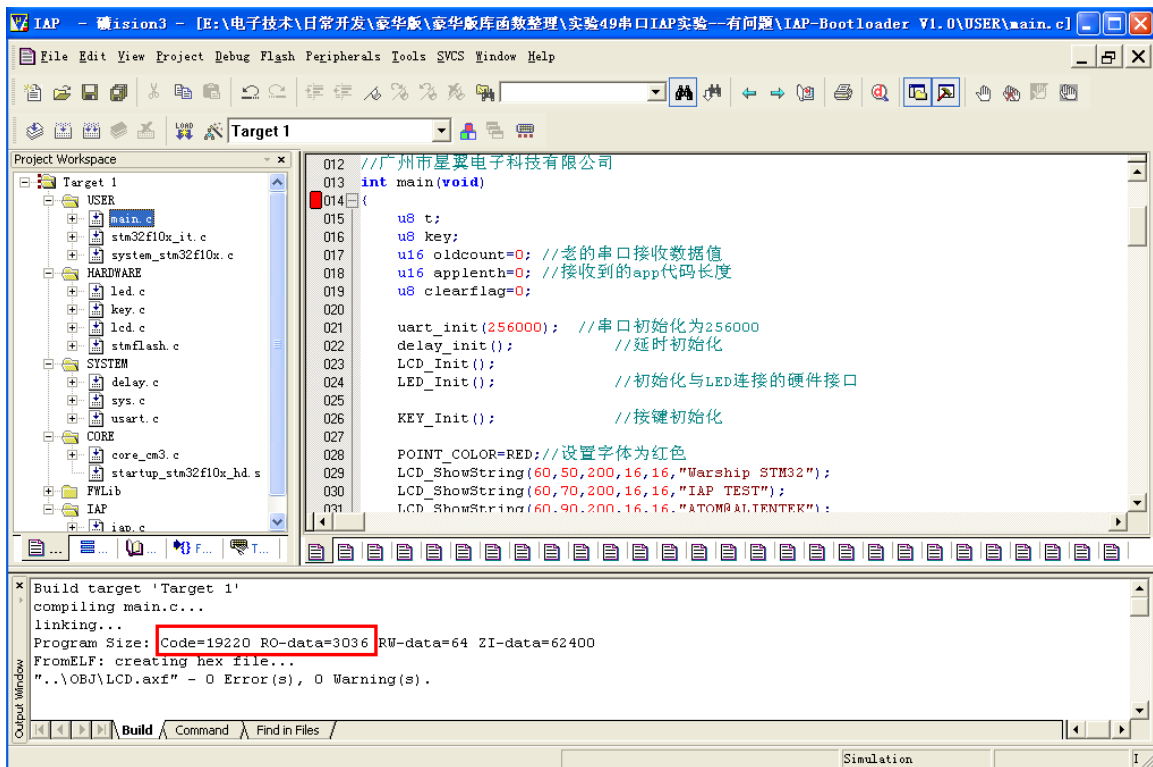 IAP - 礦ision3 - [E:\电子技术\日常开发\豪华版\豪华版库函数整理\实验49串口IAP实验--有问题\IAP-Bootloader V1.0\USER\main.c]
File Edit View Project Debug Flash Peripherals Tools SVCS Window Help
Target 1
Project Workspace
Target 1
USER
main.c
stm32f10x_it.c
system_stm32f10x.c
HARDWARE
led.c
key.c
lcd.c
stmflash.c
SYSTEM
delay.c
sys.c
usart.c
CORE
core_cm3.c
startup_stm32f10x_hd.s
FWLib
IAP
iap.c
... ... ... F... T...
012 //广州市星翼电子科技有限公司
013 int main(void)
014 {
015 u8 t;
016 u8 key;
017 u16 oldcount=0; //老的串口接收数据值
018 u16 applenth=0; //接收到的app代码长度
019 u8 clearflag=0;
020
021 uart_init(256000); //串口初始化为256000
022 delay_init(); //延时初始化
023 LCD_Init();
024 LED_Init(); //初始化与LED连接的硬件接口
025
026 KEY_Init(); //按键初始化
027
028 POINT_COLOR=RED;//设置字体为红色
029 LCD_ShowString(60,50,200,16,16,"Warship STM32");
030 LCD_ShowString(60,70,200,16,16,"IAP TEST");
031 LCD_ShowString(60,90,200,16,16,"ATOM@ALIENTEK");
Build target 'Target 1'
compiling main.c...
linking...
Program Size: Code=19220 RO-data=3036 RW-data=64 ZI-data=62400
FromELF: creating hex file...
"..\OBJ\LCD.axf" - 0 Error(s), 0 Warning(s).
Output Window
Build Command Find in Files
Simulation